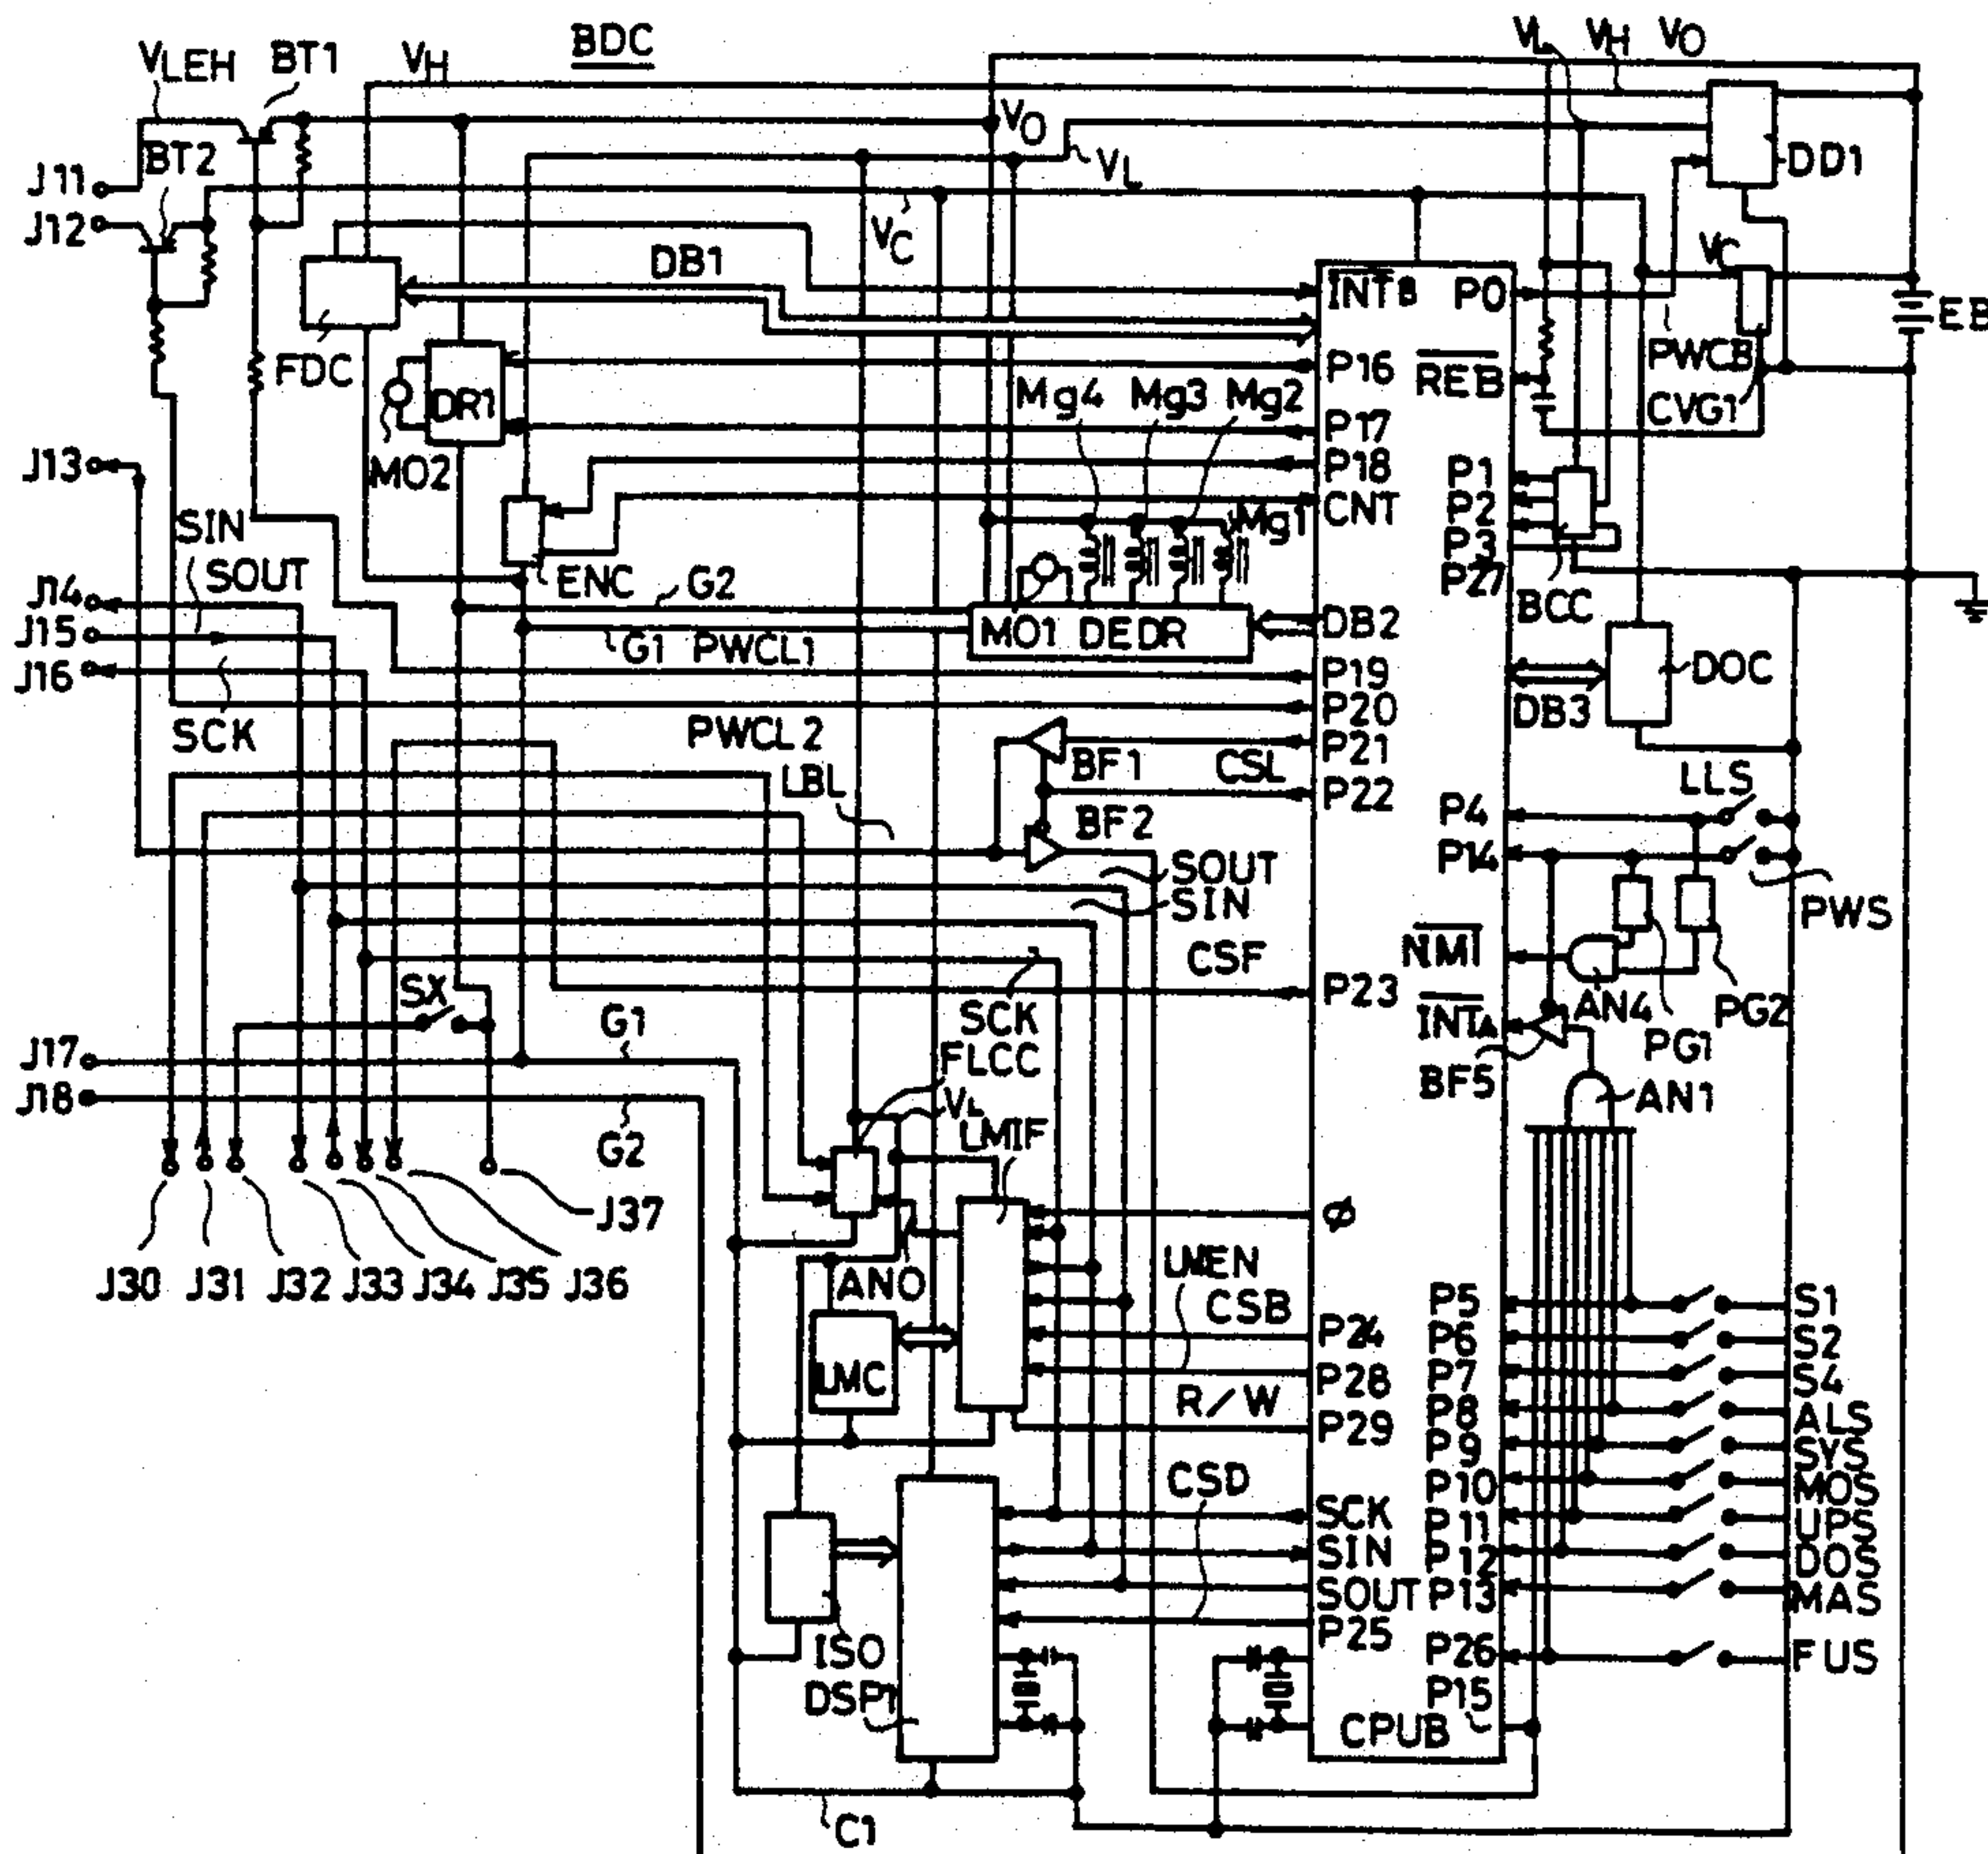 BDC
VLEH
BT1
VH
VL
VH
VO
BT2
VO
VL
DD1
J11
J12
VC
DB1
INTB
P0
VC
EB
FDC
DR1
P16
REB
PWCB
CVG1
Mg4
Mg3
Mg2
P17
J13
MO2
P18
P1
CNT
P2
Mg1
P3
P27
SIN
SOUT
ENC
G2
BCC
J14
J15
J16
MO1
DEDR
DB2
G1
PWCL1
P19
DOC
DB3
SCK
PWCL2
P20
P21
BF1
CSL
LBL
P22
LLS
P4
BF2
P14
SOUT
SIN
PWS
CSF
NMI
P23
SX
AN4
PG2
SCK
INTA
PG1
G1
FLCC
BF5
J17
J18
AN1
VL
LMIF
G2
J37
Ø
J30
J31
J32
J33
J34
J35
J36
ANO
LMEN
CSB
P5
S1
P24
P6
S2
LMC
P28
P7
S4
R/W
P29
P8
ALS
P9
SYS
CSD
P10
MOS
SCK
P11
UPS
SIN
P12
DOS
SOUT
P13
MAS
P25
ISO
P26
FUS
DSP1
P15
CPUB
C1